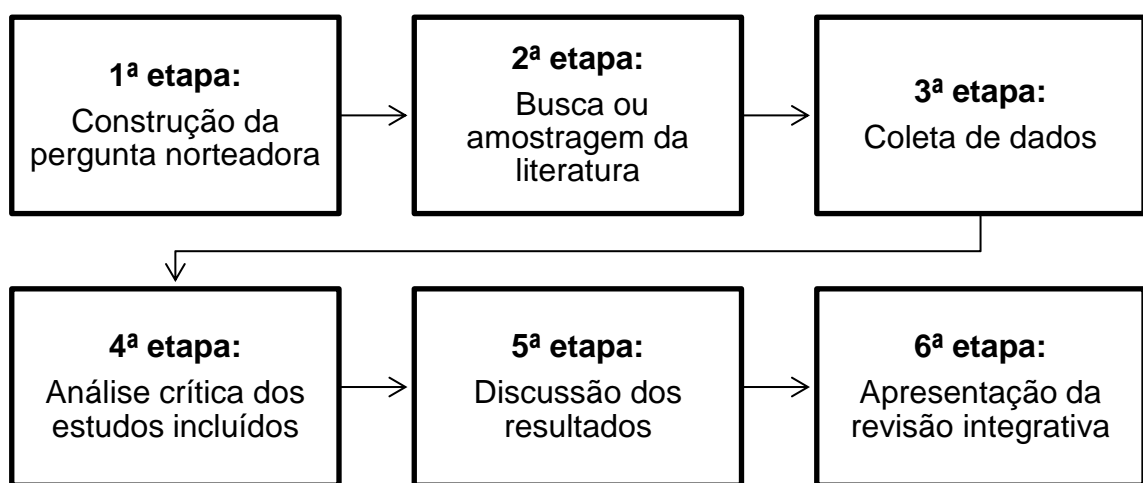 1ª etapa:
Construção da
pergunta norteadora
2ª etapa:
Busca ou
amostragem da
literatura
3ª etapa:
Coleta de dados
4ª etapa:
Análise crítica dos
estudos incluídos
5ª etapa:
Discussão dos
resultados
6ª etapa:
Apresentação da
revisão integrativa